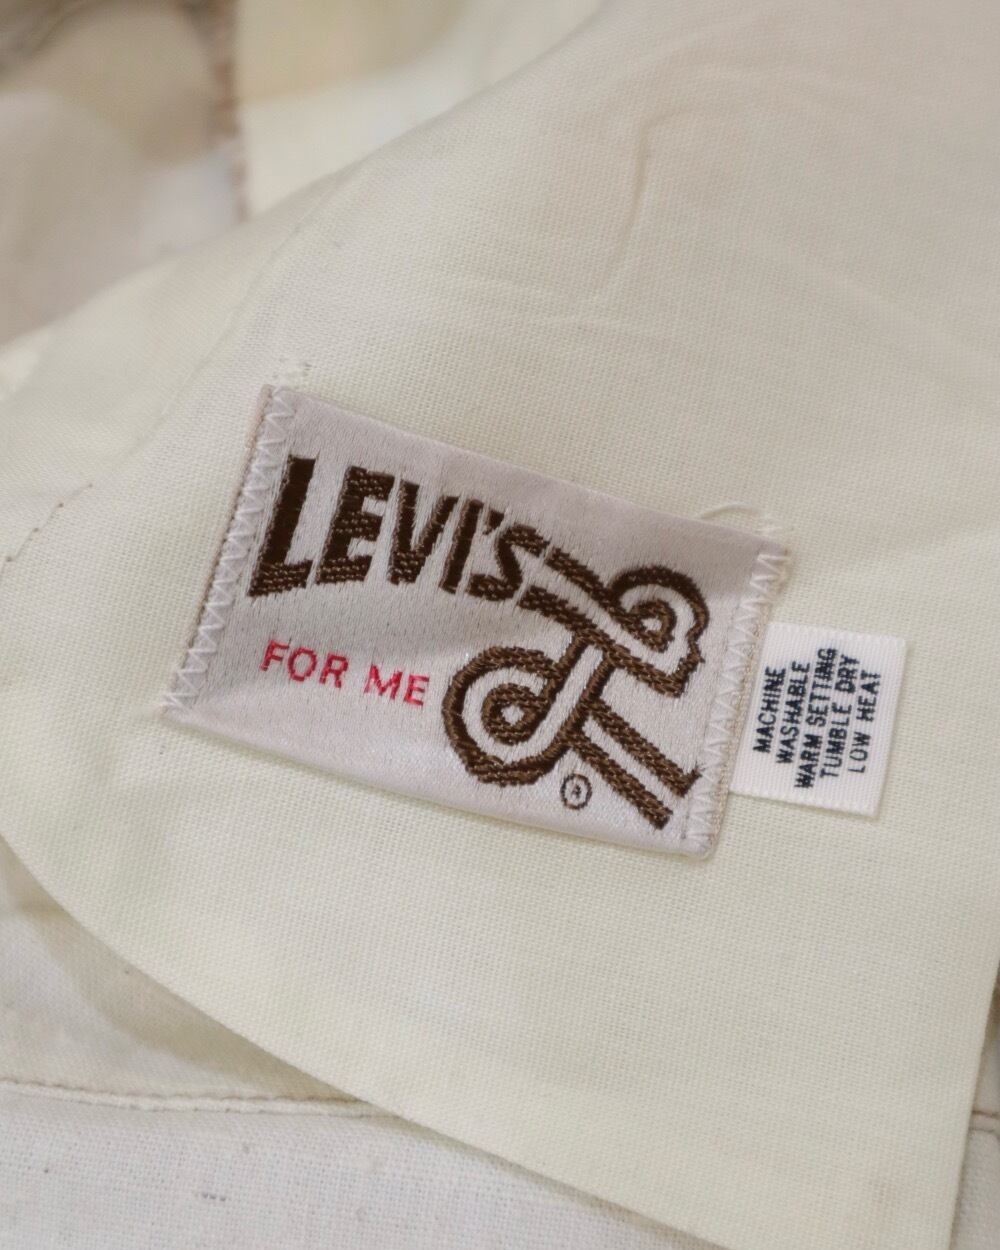 LEVI'S
FOR ME
®
MACHINE
WASHABLE
WARM SETTING
TUMBLE DRY
LOW HEAT